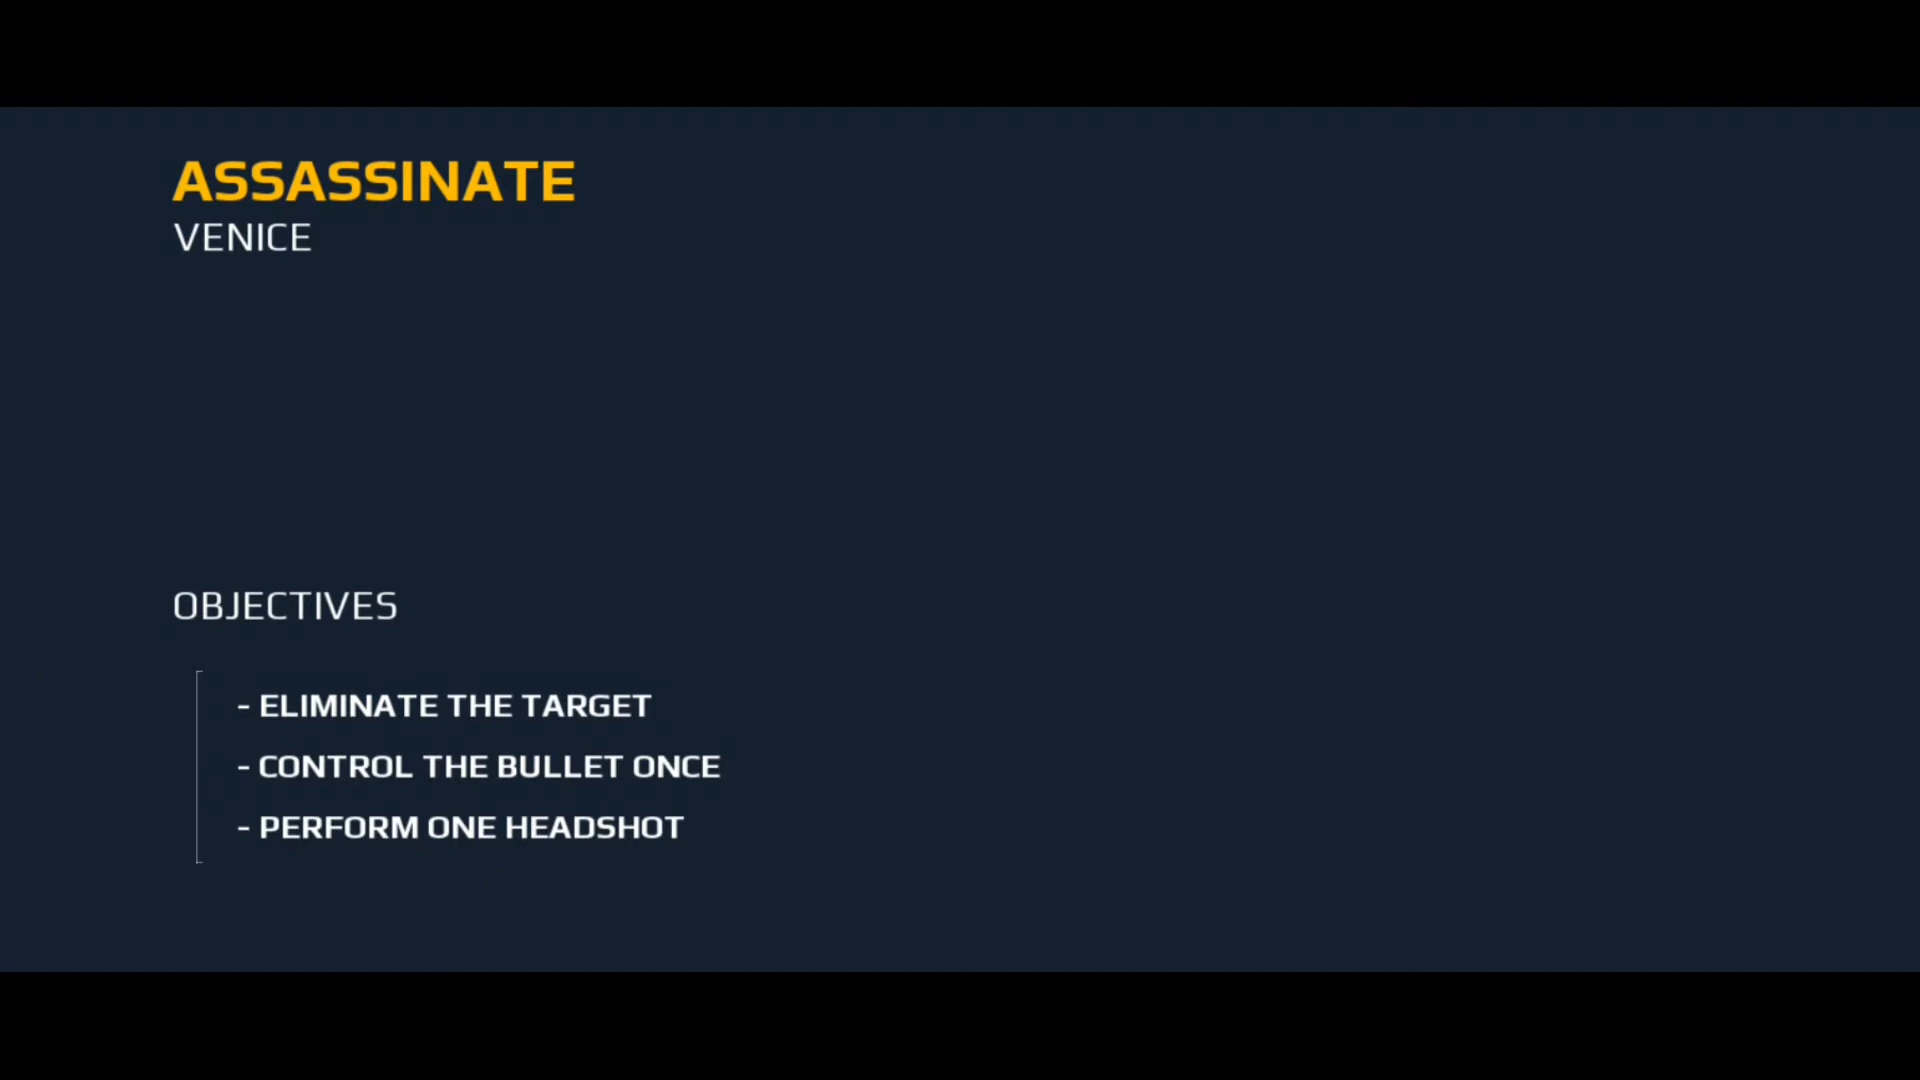 ASSASSINATE
VENICE
OBJECTIVES
- ELIMINATE THE TARGET
- CONTROL THE BULLET ONCE
- PERFORM ONE HEADSHOT